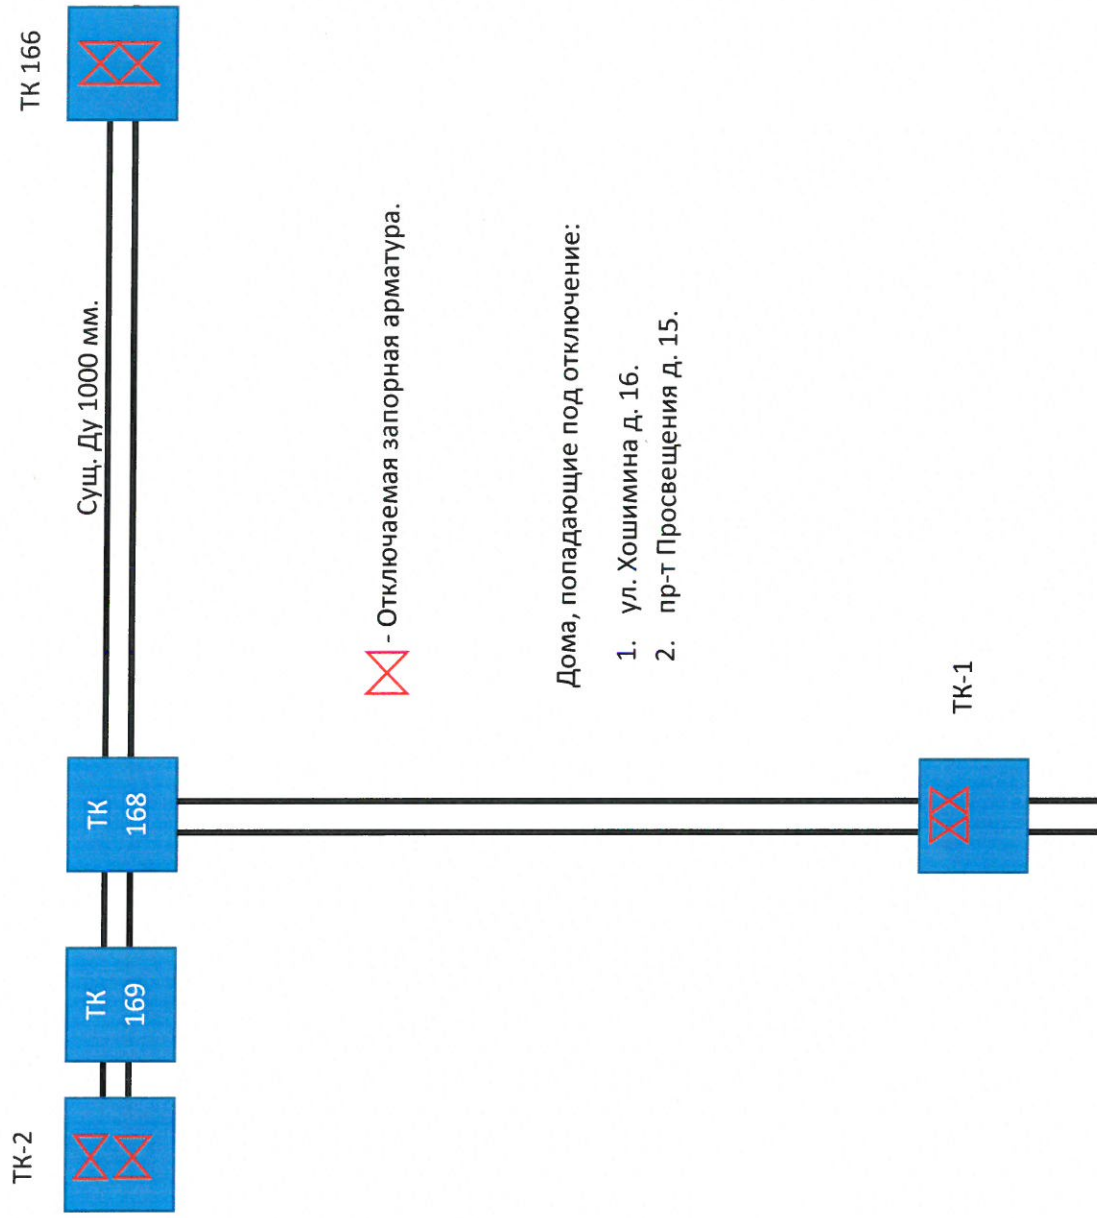 ТК-2
ТК
169
ТК
168
Сущ. Ду 1000 мм.
ТК 166
- Отключаемая запорная арматура.
Дома, попадающие под отключение:
1. ул. Хошимина д. 16.
2. пр-т Просвещения д. 15.
ТК-1